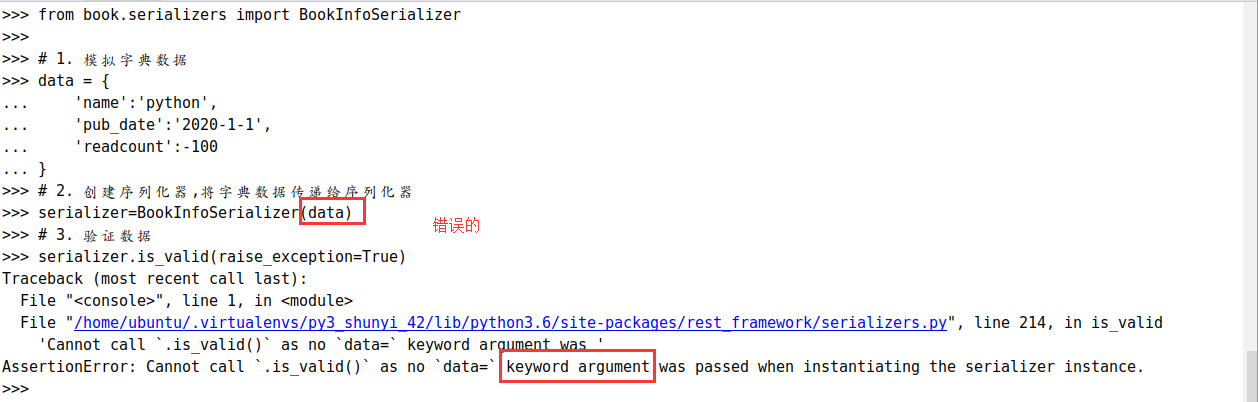 >>> from book.serializers import BookInfoSerializer
>>>
>>> # 1. 模拟字典数据
>>> data = {
...     'name':'python',
...     'pub_date':'2020-1-1',
...     'readcount':-100
... }
>>> # 2. 创建序列化器,将字典数据传递给序列化器
>>> serializer=BookInfoSerializer(data)
错误的
>>> # 3. 验证数据
>>> serializer.is_valid(raise_exception=True)
Traceback (most recent call last):
  File "<console>", line 1, in <module>
  File "/home/ubuntu/.virtualenvs/py3_shunyi_42/lib/python3.6/site-packages/rest_framework/serializers.py", line 214, in is_valid
    'Cannot call `.is_valid()` as no `data=` keyword argument was '
AssertionError: Cannot call `.is_valid()` as no `data=` keyword argument was passed when instantiating the serializer instance.
>>>